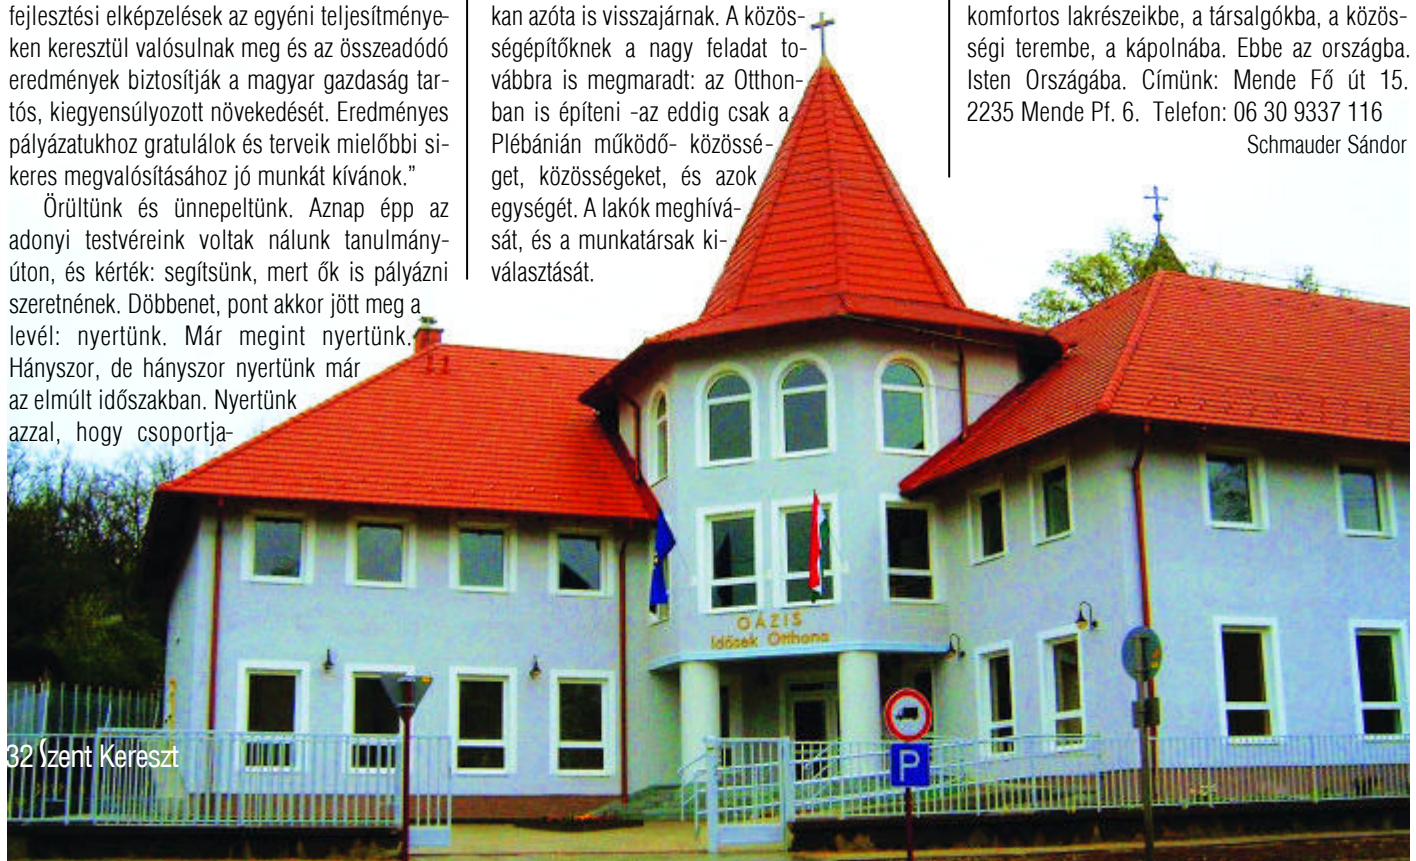 fejlesztési elképzelések az egyéni teljesítménye-
ken keresztül valósulnak meg és az összeadódó
eredmények biztosítják a magyar gazdaság tar-
tós, kiegyensúlyozott növekedését. Eredményes
pályázatukhoz gratulálok és terveik mielőbbi si-
keres megvalósításához jó munkát kívánok.”
Örültünk és ünnepeltünk. Aznap épp az
adonyi testvéreink voltak nálunk tanulmány-
úton, és kérték: segítsünk, mert ők is pályázni
szeretnének. Döbbenet, pont akkor jött meg a
levél: nyertünk. Már megint nyertünk.
Hányszor, de hányszor nyertünk már
az elmúlt időszakban. Nyertünk
azzal, hogy csoportja-
kan azóta is visszajárnak. A közös-
ségépítőknek a nagy feladat to-
vábbra is megmaradt: az Otthon-
ban is építeni -az eddig csak a
Plébánián működő- közössé-
get, közösségeket, és azok
egységét. A lakók meghívá-
sát, és a munkatársak ki-
választását.
komfortos lakrészeikbe, a társalgókba, a közös-
ségi terembe, a kápolnába. Ebbe az országba.
Isten Országába. Címünk: Mende Fő út 15.
2235 Mende Pf. 6. Telefon: 06 30 9337 116
Schmauder Sándor
OÁZIS
Idősek Otthona
P
32 Szent Kereszt